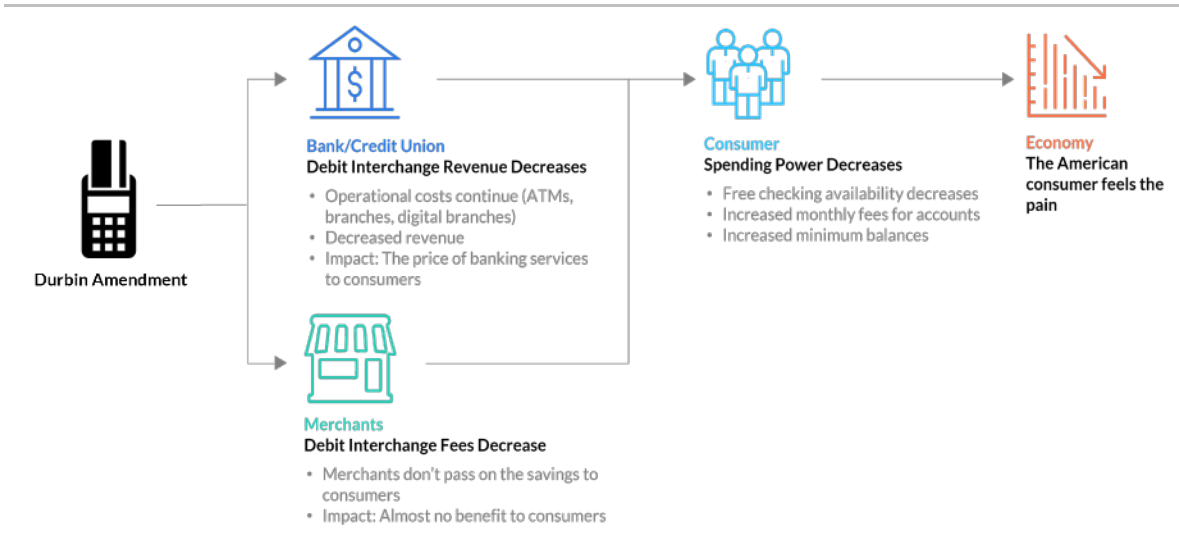 Durbin Amendment
Bank/Credit Union
Debit Interchange Revenue Decreases
• Operational costs continue (ATMs,
branches, digital branches)
• Decreased revenue
• Impact: The price of banking services
to consumers
Merchants
Debit Interchange Fees Decrease
• Merchants don't pass on the savings to
consumers
• Impact: Almost no benefit to consumers
Consumer
Spending Power Decreases
• Free checking availability decreases
• Increased monthly fees for accounts
• Increased minimum balances
Economy
The American
consumer feels the
pain